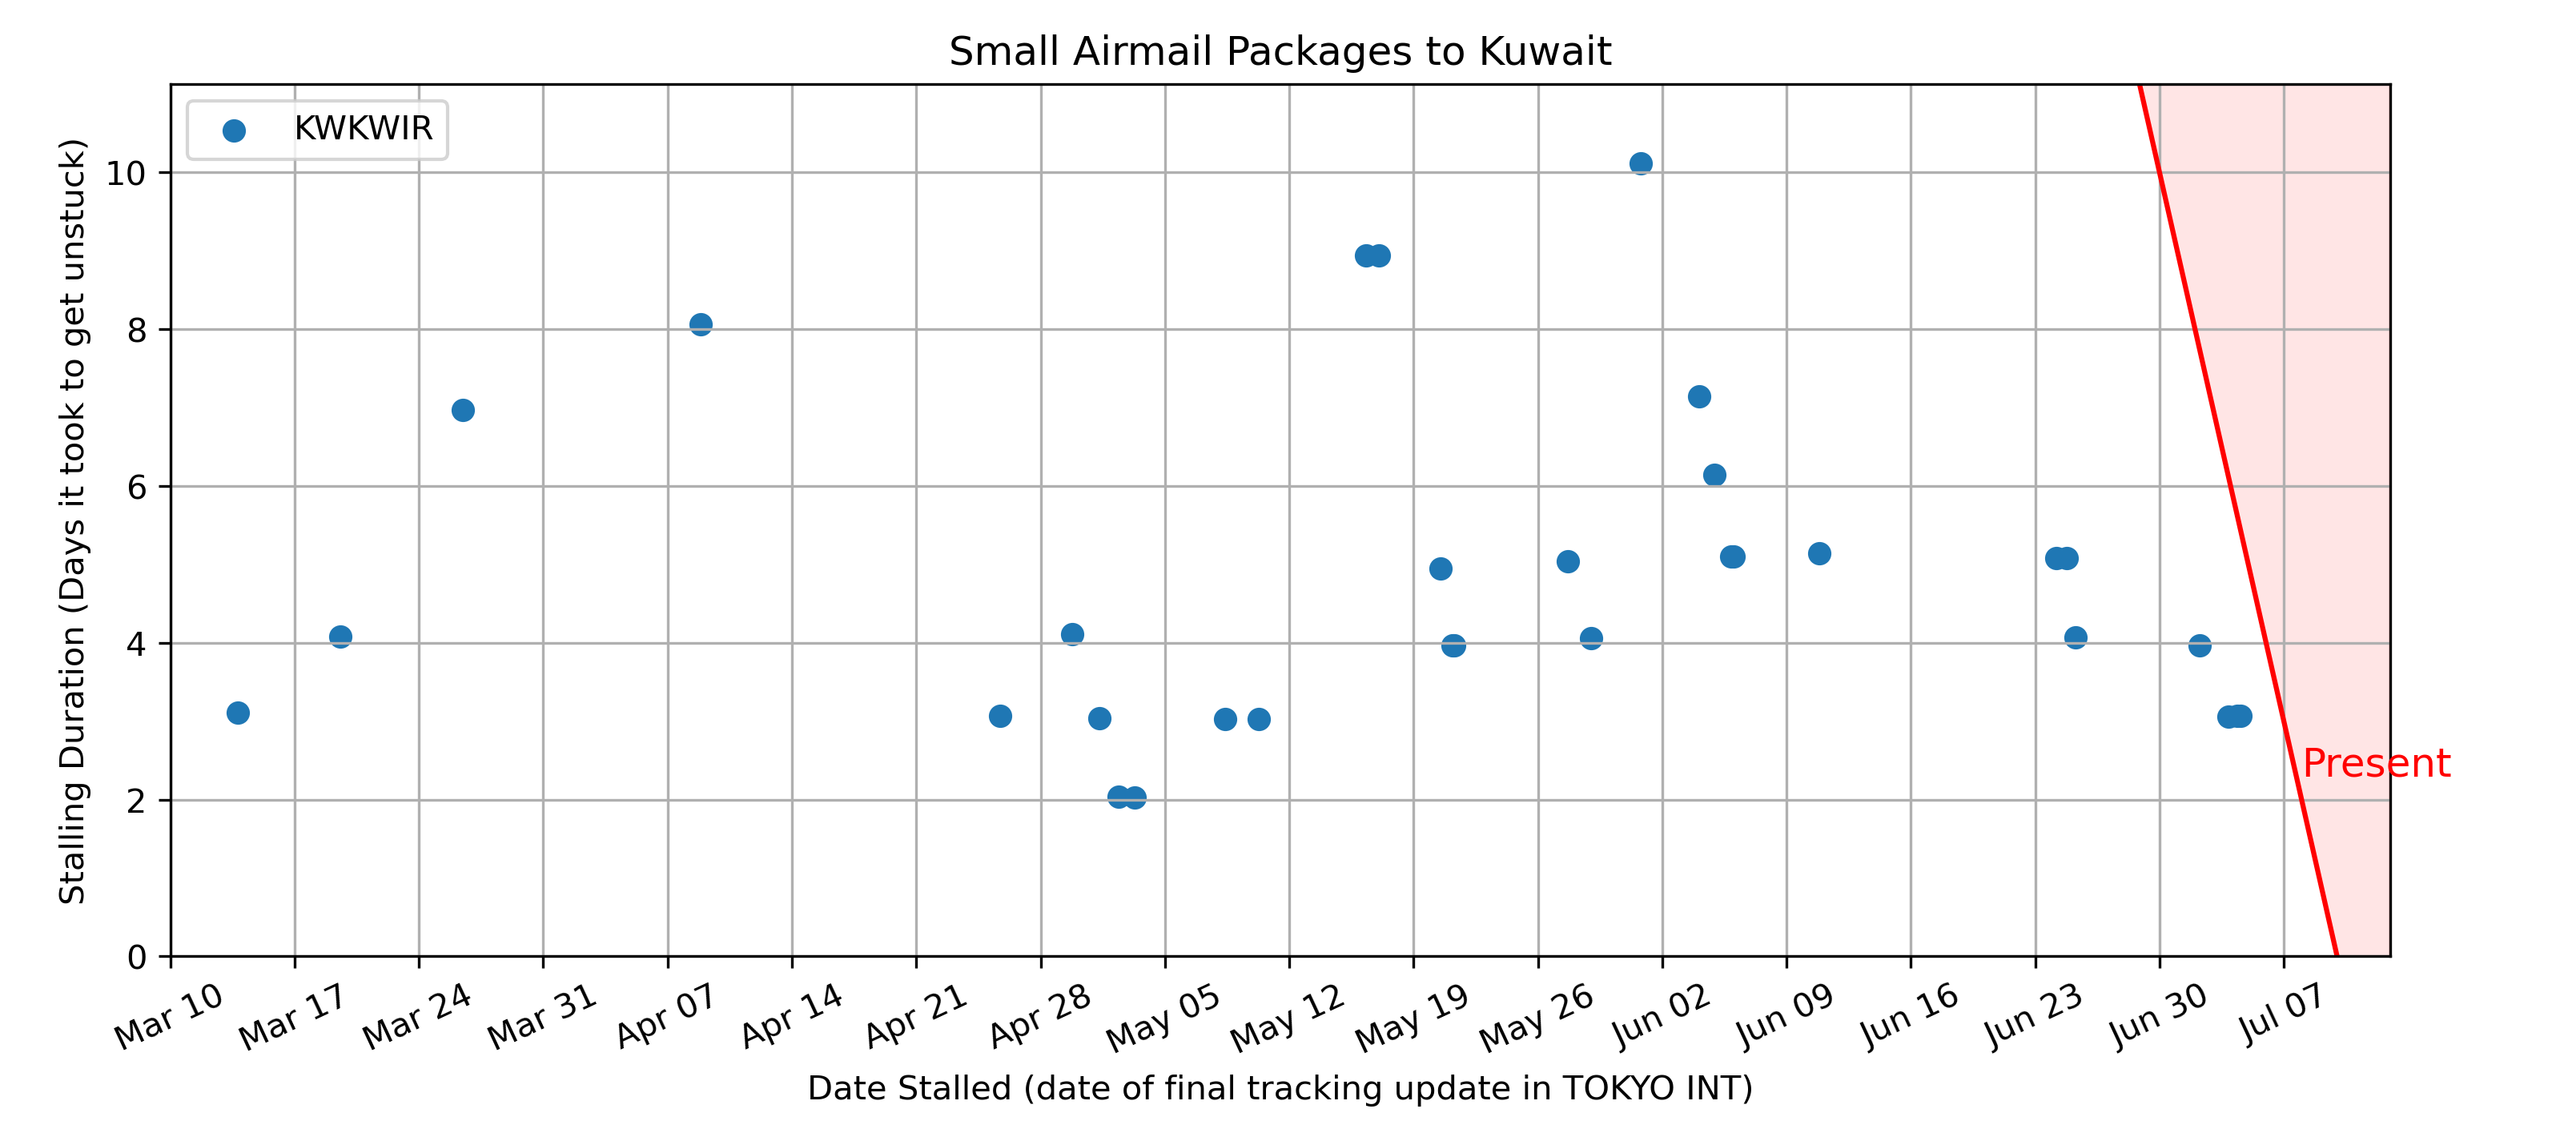 Small Airmail Packages to Kuwait
KWKWIR
Stalling Duration (Days it took to get unstuck)
10
8
6
4
2
0
Present
Mar 10
Mar 17
Mar 24
Mar 31
Apr 07
Apr 14
Apr 21
Apr 28
May 05
May 12
May 19
May 26
Jun 02
Jun 09
Jun 16
Jun 23
Jun 30
Jul 07
Date Stalled (date of final tracking update in TOKYO INT)